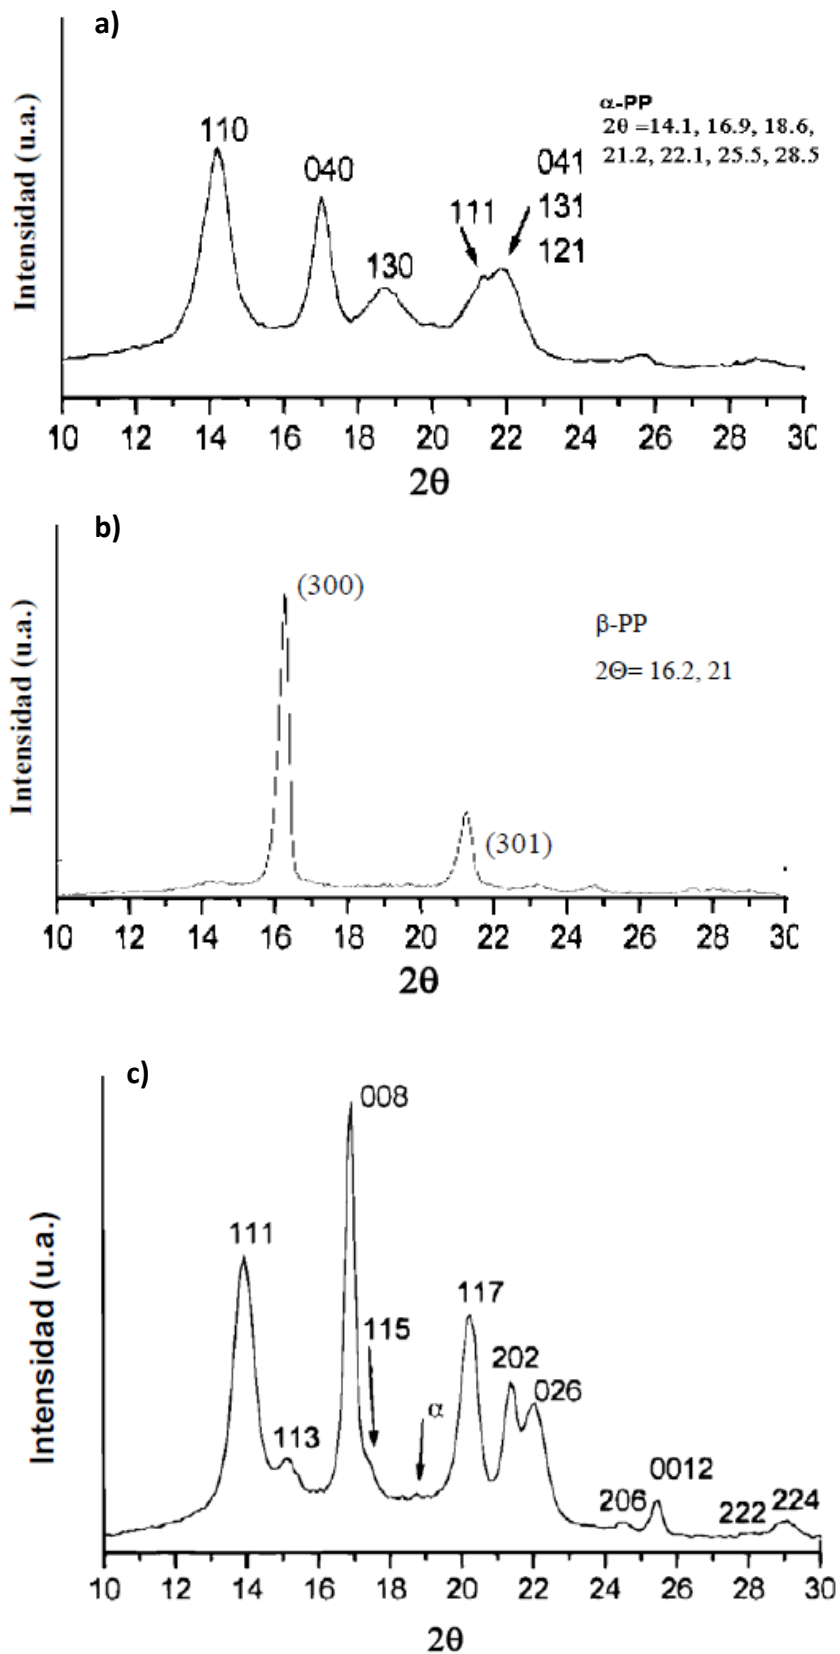 a)
Intensidad (u.a.)
110
040
130
111
041
131
121
α-PP
2θ =14.1, 16.9, 18.6,
21.2, 22.1, 25.5, 28.5
10 12 14 16 18 20 22 24 26 28 30
2θ
b)
Intensidad (u.a.)
(300)
(301)
β-PP
2Θ= 16.2, 21
10 12 14 16 18 20 22 24 26 28 30
2θ
c)
Intensidad (u.a.)
008
111
113
115
α
117
202
026
206
0012
222
224
10 12 14 16 18 20 22 24 26 28 30
2θ